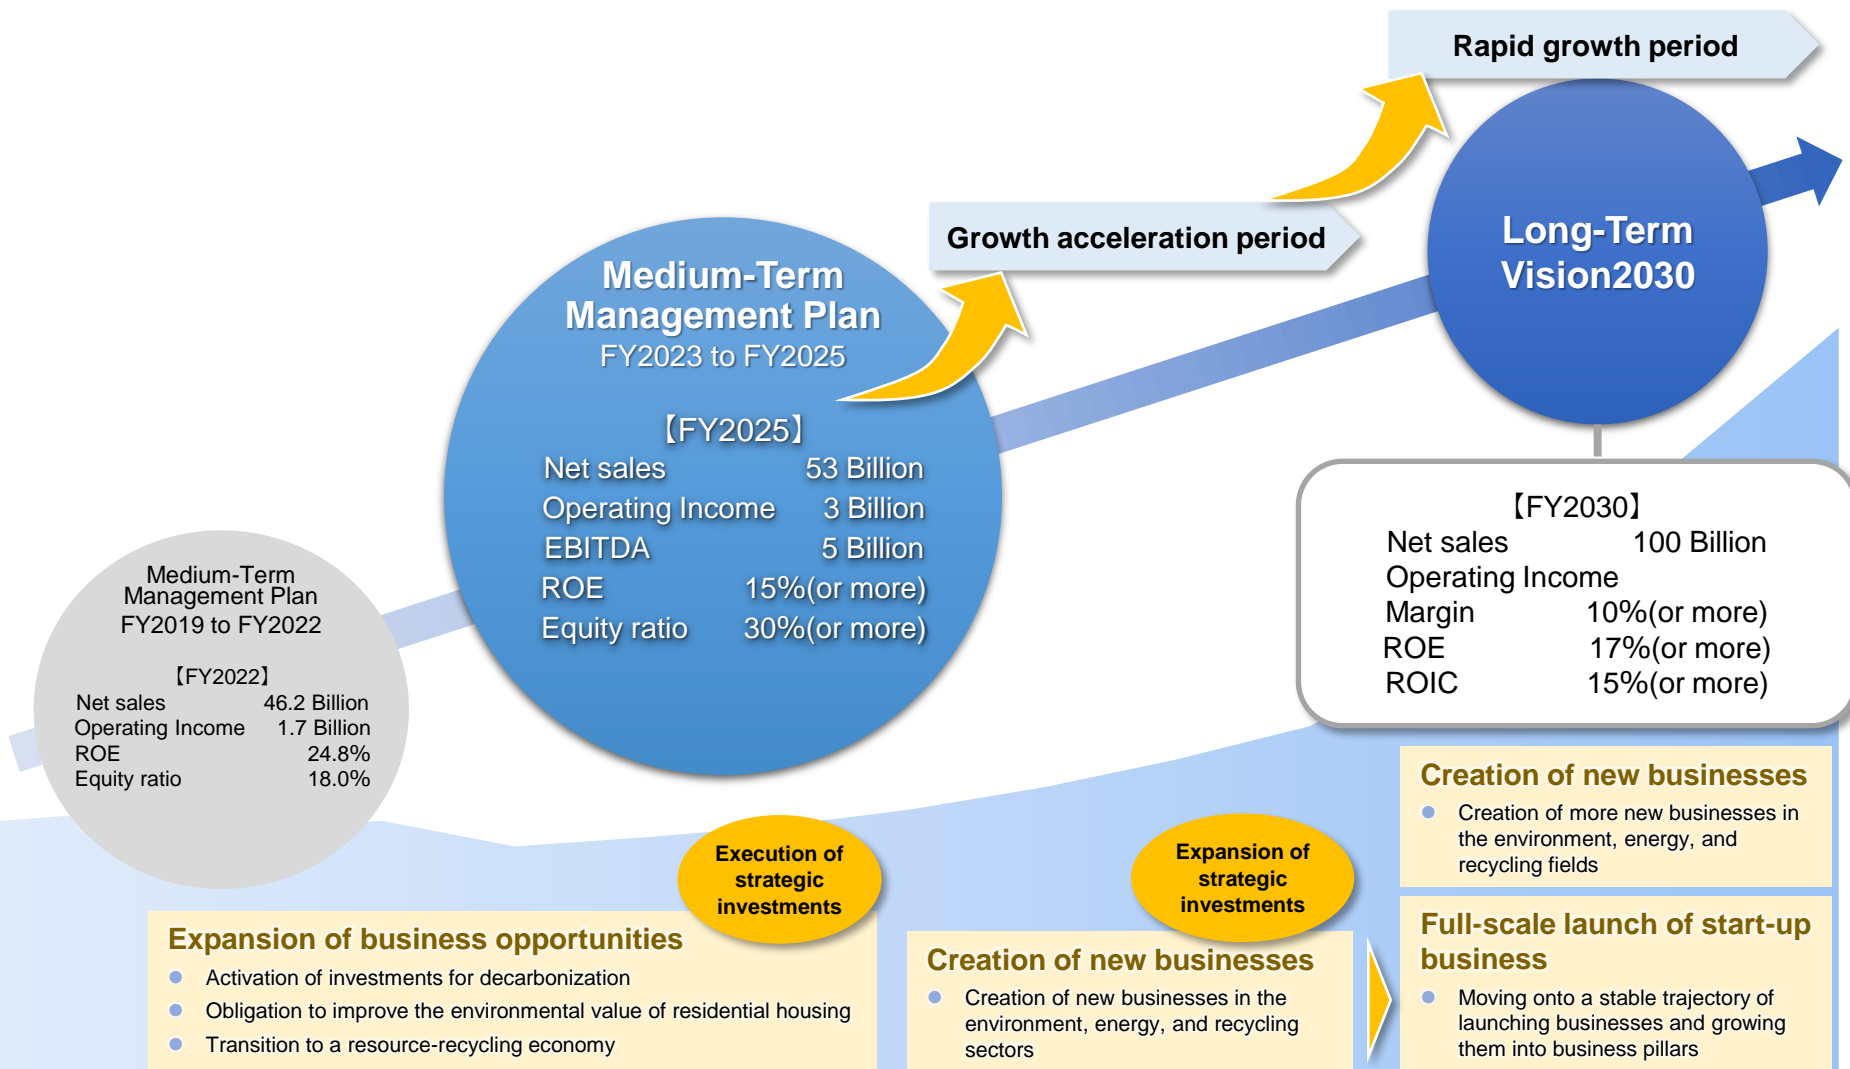 Rapid growth period
Growth acceleration period
Long-Term
Vision2030
Medium-Term
Management Plan
FY2023 to FY2025
【FY2025】
Net sales 53 Billion
Operating Income 3 Billion
EBITDA 5 Billion
ROE 15%(or more)
Equity ratio 30%(or more)
【FY2030】
Net sales 100 Billion
Operating Income
Margin 10%(or more)
ROE 17%(or more)
ROIC 15%(or more)
Medium-Term
Management Plan
FY2019 to FY2022
【FY2022】
Net sales 46.2 Billion
Operating Income 1.7 Billion
ROE 24.8%
Equity ratio 18.0%
Execution of
strategic
investments
Expansion of business opportunities
● Activation of investments for decarbonization
● Obligation to improve the environmental value of residential housing
● Transition to a resource-recycling economy
Expansion of
strategic
investments
Creation of new businesses
● Creation of new businesses in the
environment, energy, and recycling
sectors
Creation of new businesses
● Creation of more new businesses in
the environment, energy, and
recycling fields
Full-scale launch of start-up
business
● Moving onto a stable trajectory of
launching businesses and growing
them into business pillars